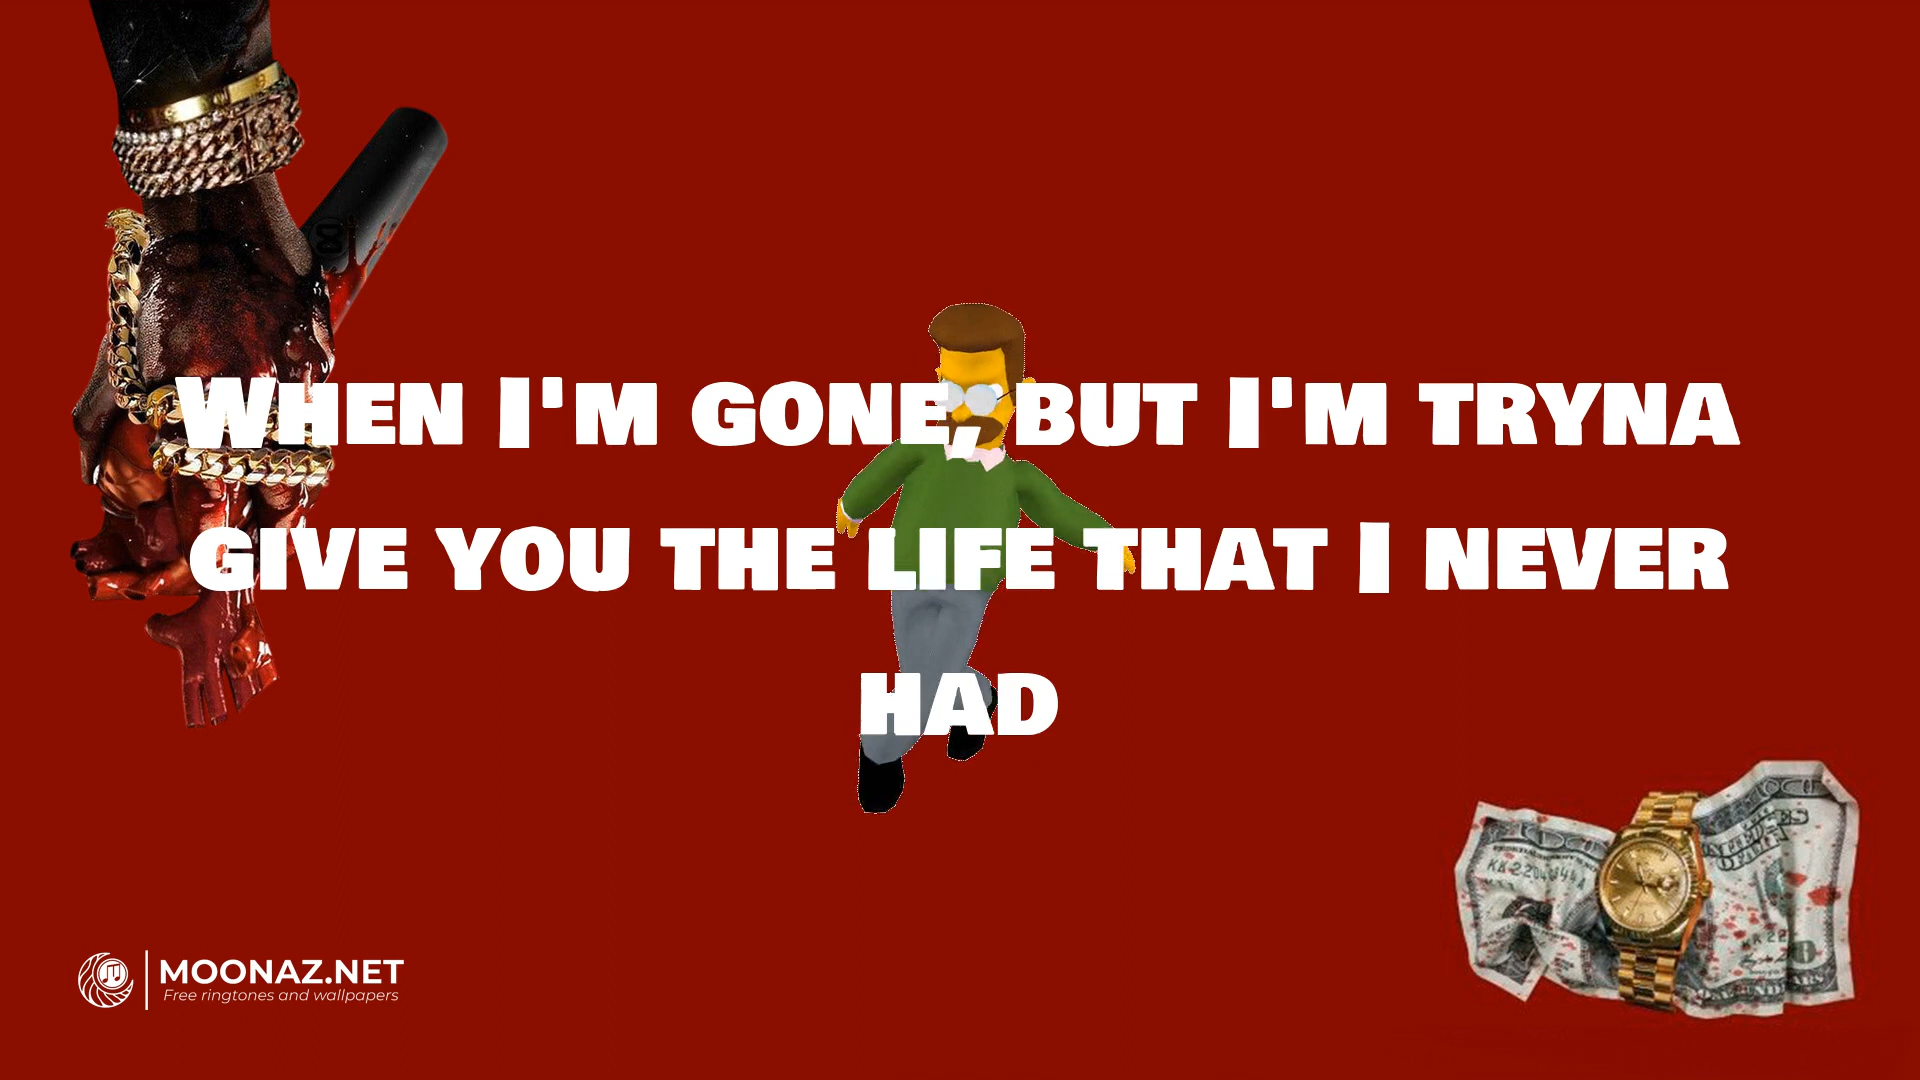 When I'm gone, but I'm tryna
give you the life that I never
had
MOONAZ.NET
Free ringtones and wallpapers